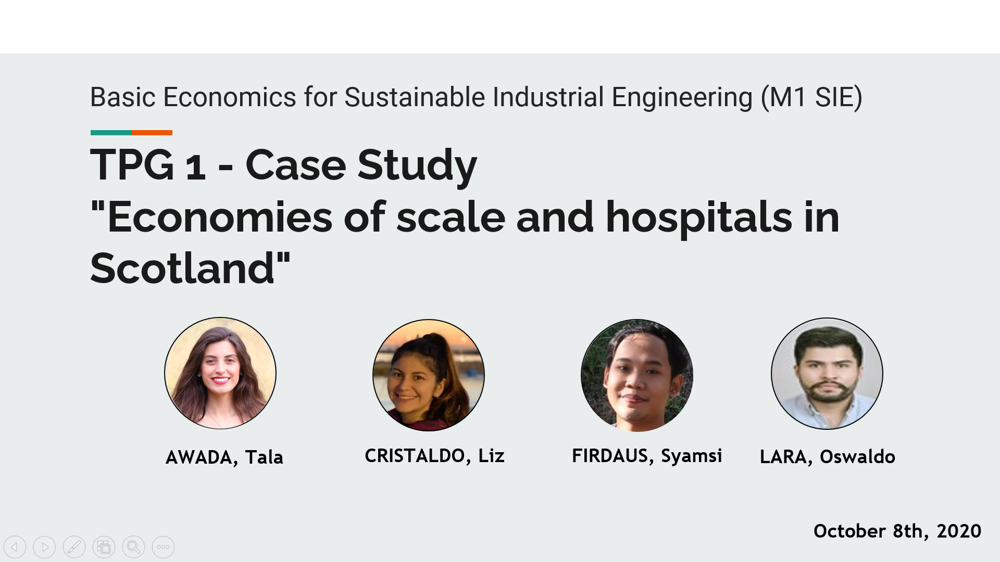 Basic Economics for Sustainable Industrial Engineering (M1 SIE)
TPG 1 - Case Study
"Economies of scale and hospitals in
Scotland"
AWADA, Tala
CRISTALDO, Liz
FIRDAUS, Syamsi
LARA, Oswaldo
October 8th, 2020